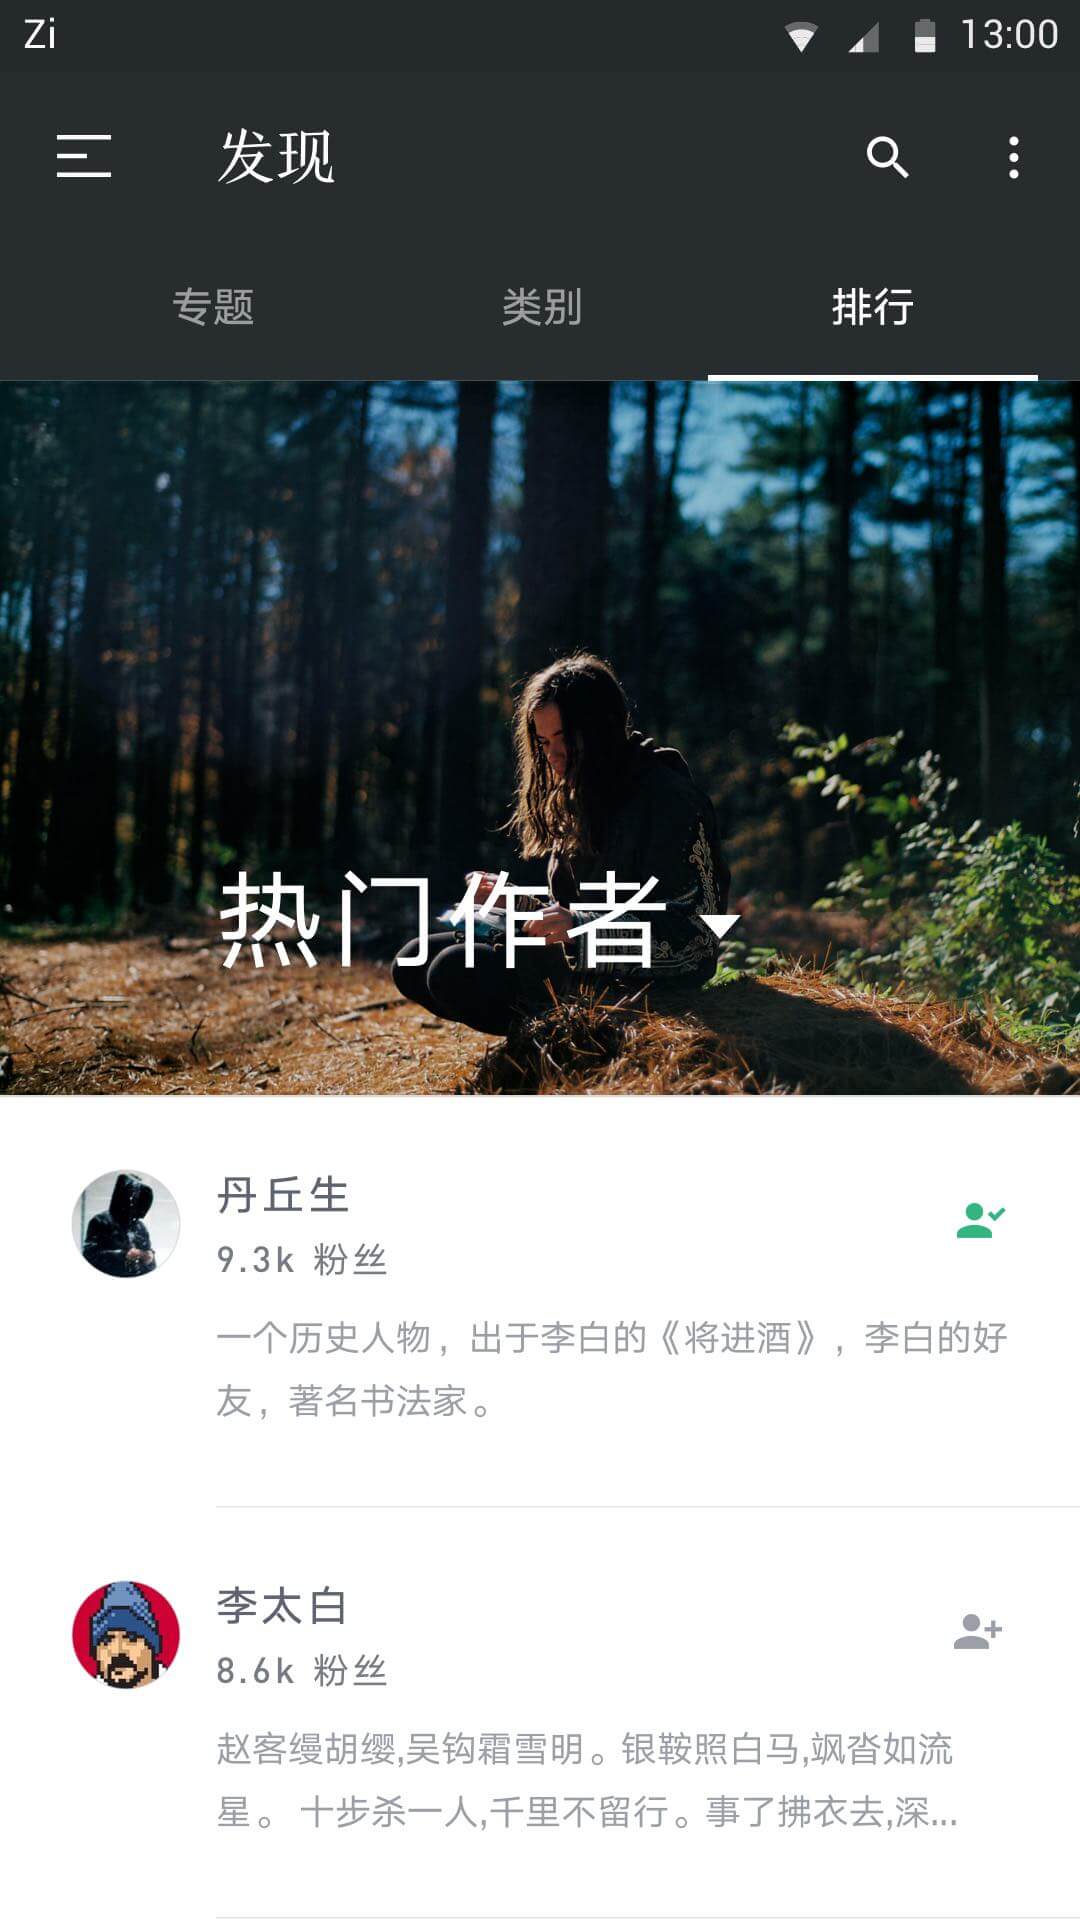 Zi 13:00
发现
专题 类别 排行
热门作者
丹丘生
9.3k 粉丝
一个历史人物，出于李白的《将进酒》，李白的好
友，著名书法家。
李太白
8.6k 粉丝
赵客缦胡缨,吴钩霜雪明。银鞍照白马,飒沓如流
星。 十步杀一人,千里不留行。事了拂衣去,深...